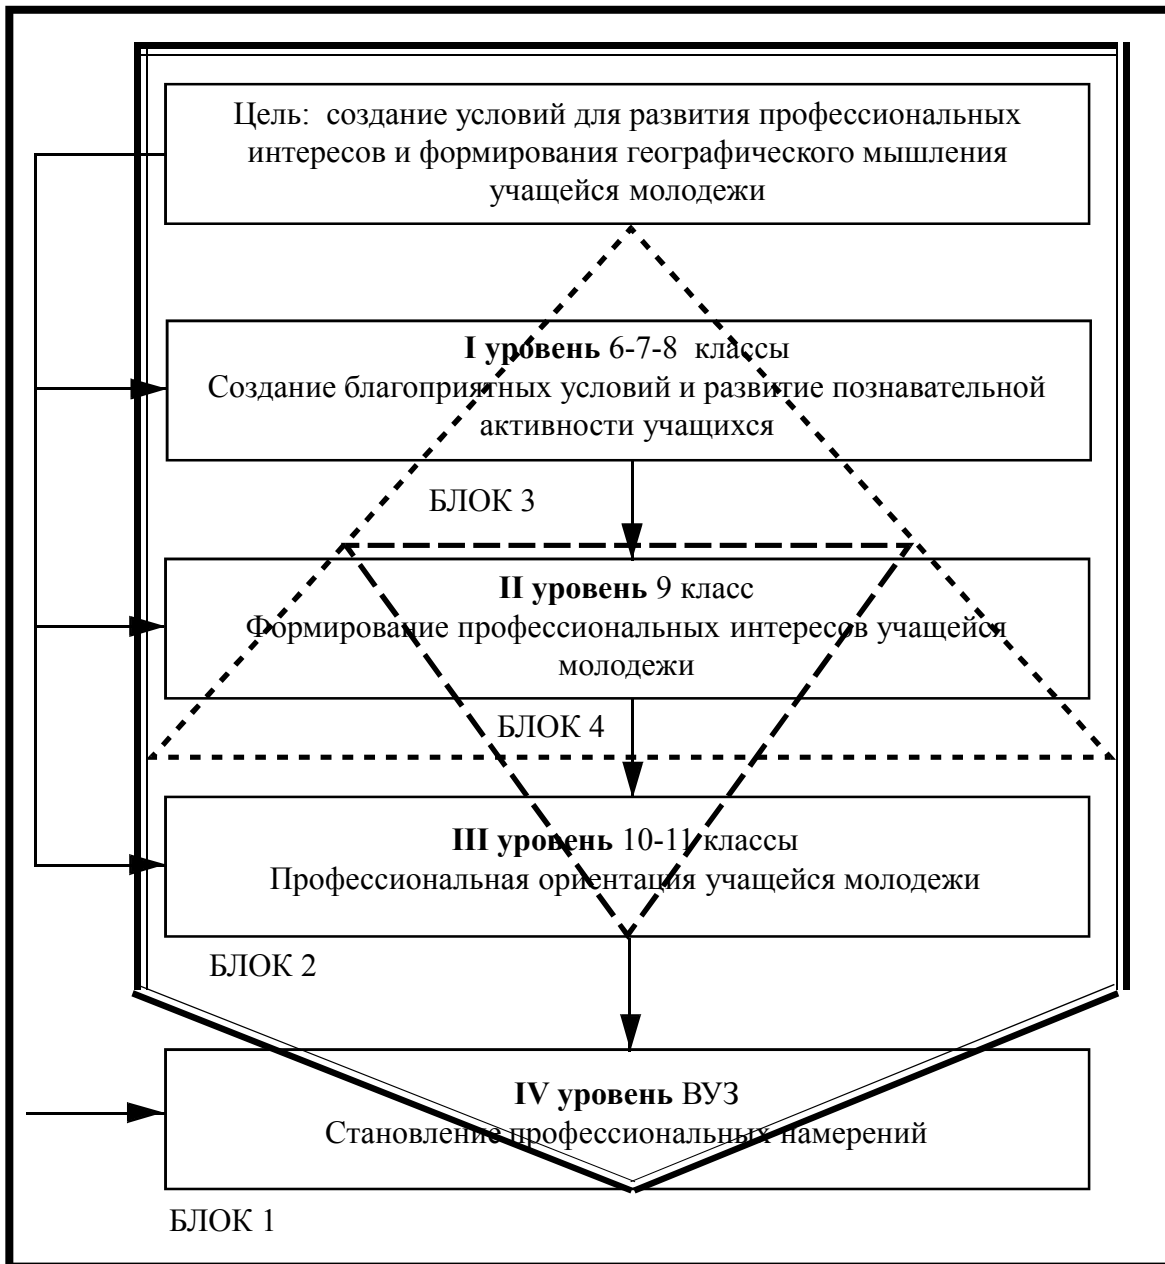 Цель:  создание условий для развития профессиональных
интересов и формирования географического мышления
учащейся молодежи
I уровень 6-7-8  классы
Создание благоприятных условий и развитие познавательной
активности учащихся
БЛОК 3
II уровень 9 класс
Формирование профессиональных интересов учащейся
молодежи
БЛОК 4
III уровень 10-11 классы
Профессиональная ориентация учащейся молодежи
БЛОК 2
IV уровень ВУЗ
Становление профессиональных намерений
БЛОК 1